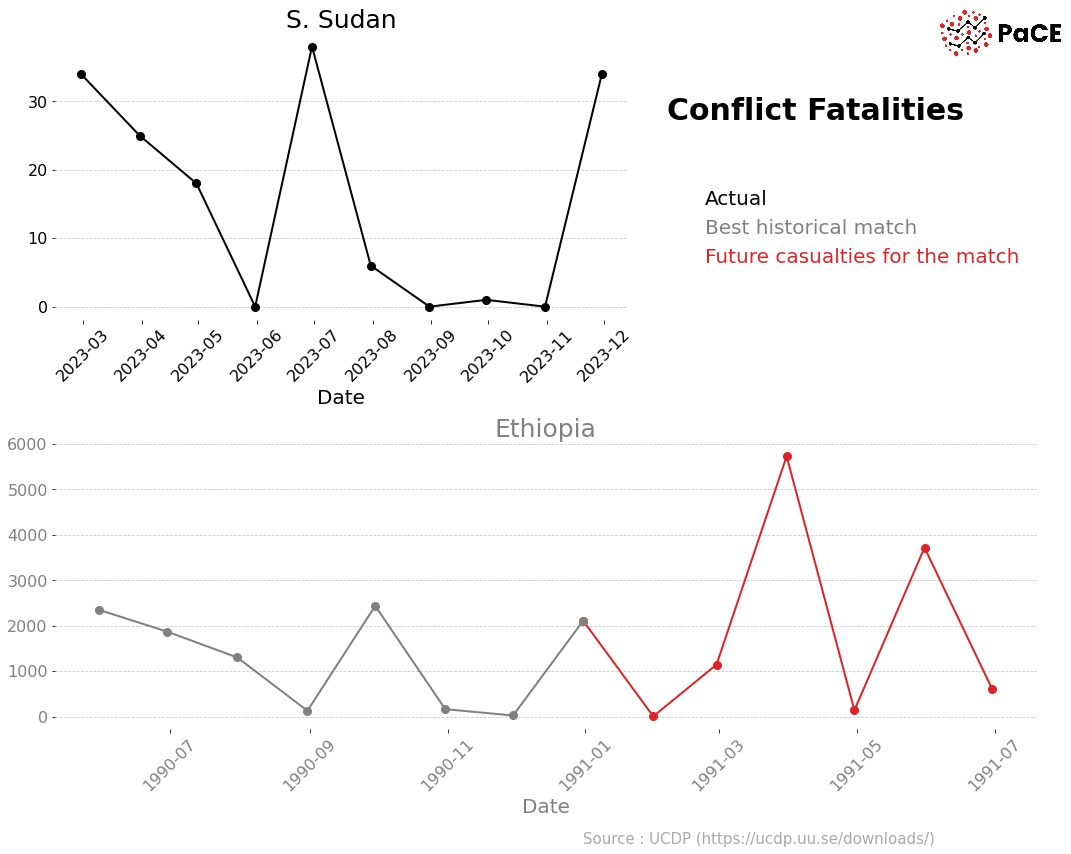 S. Sudan
PaCE
Conflict Fatalities
30
20
10
0
Actual
Best historical match
Future casualties for the match
2023-03
2023-04
2023-05
2023-06
2023-07
2023-08
2023-09
2023-10
2023-11
2023-12
Date
Ethiopia
6000
5000
4000
3000
2000
1000
0
1990-07
1990-09
1990-11
1991-01
1991-03
1991-05
1991-07
Date
Source : UCDP (https://ucdp.uu.se/downloads/)